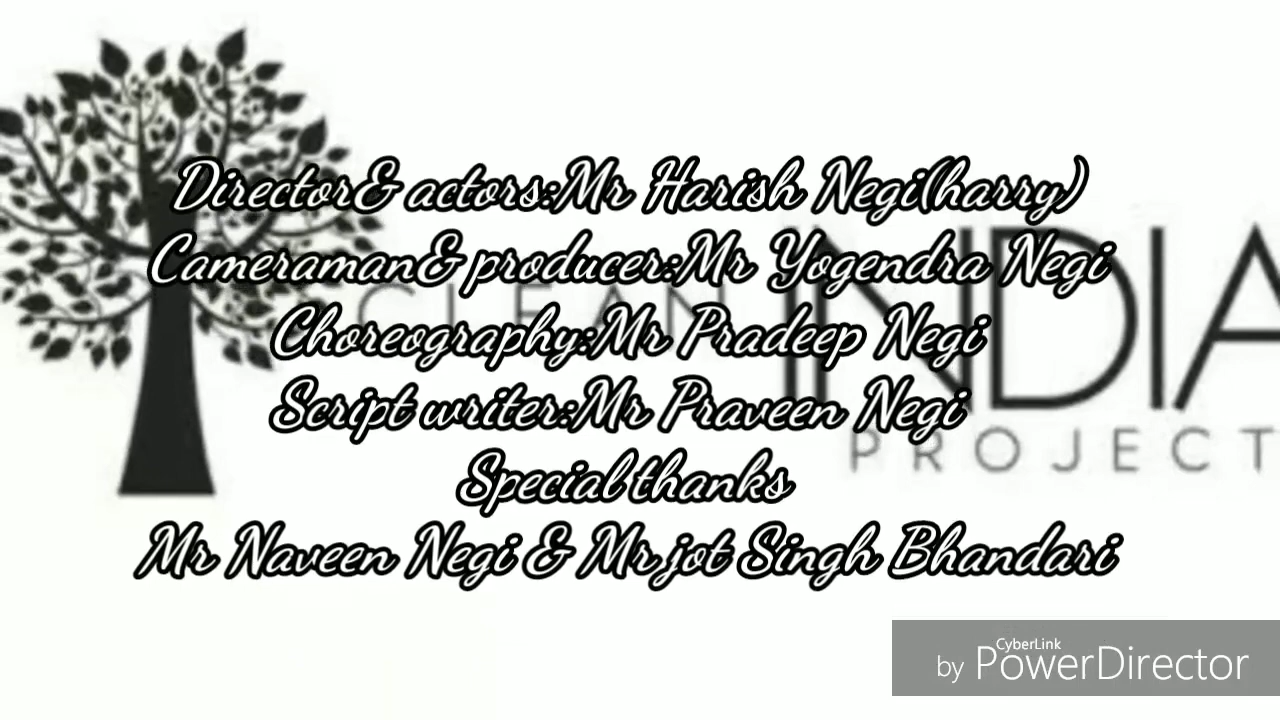 Director& actors:Mr Harish Negi(harry)
Cameraman& producer:Mr Yogendra Negi
CLEAN INDIA
Choreography:Mr Pradeep Negi
Script writer:Mr Praveen Negi
PROJECT
Special thanks
Mr Naveen Negi & Mr jot Singh Bhandari
CyberLink
by PowerDirector